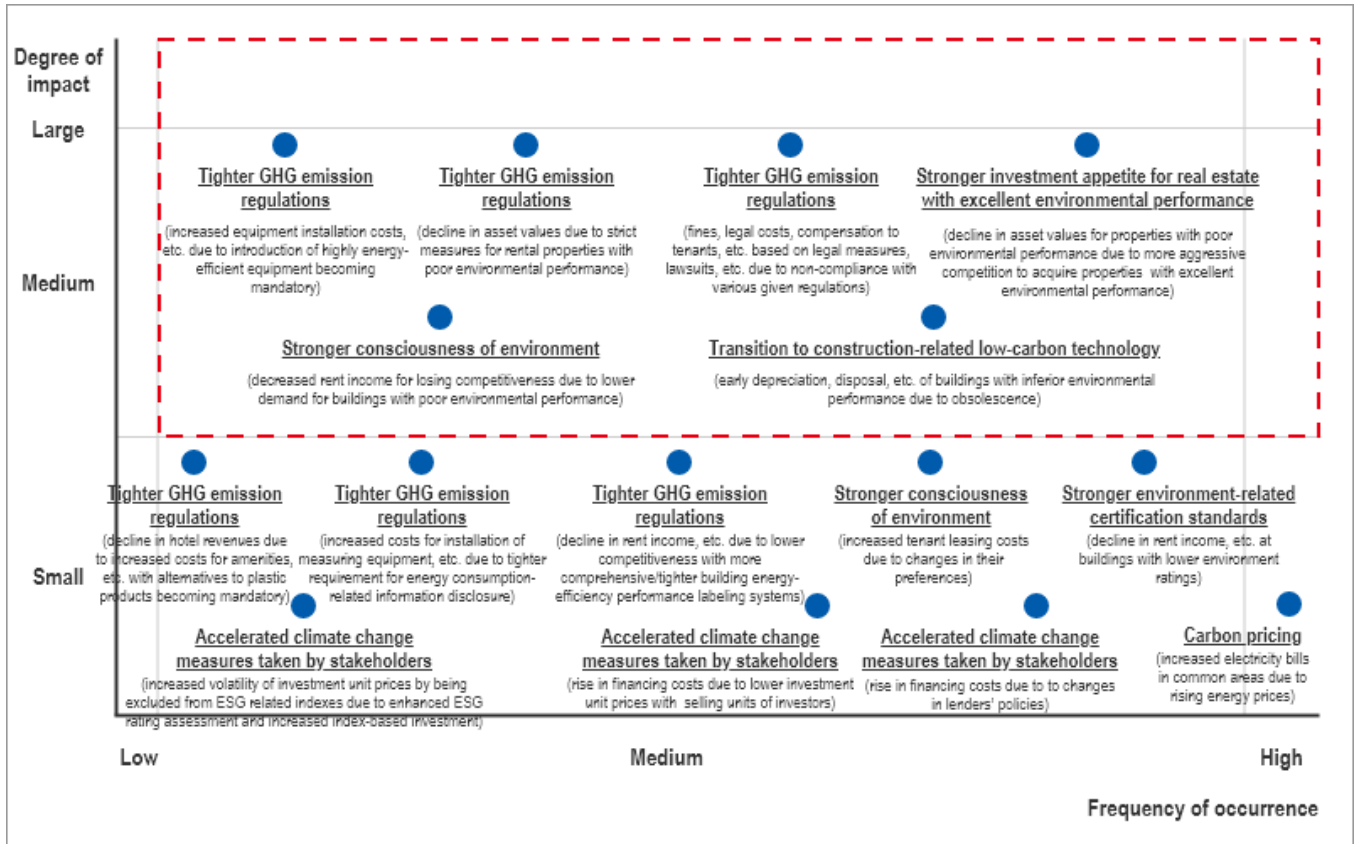 Degree of
impact
Large
Tighter GHG emission
regulations
(increased equipment installation costs,
etc. due to introduction of highly energy-
efficient equipment becoming
mandatory)
Tighter GHG emission
regulations
(decline in asset values due to strict
measures for rental properties with
poor environmental performance)
Tighter GHG emission
regulations
(fines, legal costs, compensation to
tenants, etc. based on legal measures,
lawsuits, etc. due to non-compliance with
various given regulations)
Stronger investment appetite for real estate
with excellent environmental performance
(decline in asset values for properties with poor
environmental performance due to more aggressive
competition to acquire properties with excellent
environmental performance)
Medium
Stronger consciousness of environment
(decreased rent income for losing competitiveness due to lower
demand for buildings with poor environmental performance)
Transition to construction-related low-carbon technology
(early depreciation, disposal, etc. of buildings with inferior environmental
performance due to obsolescence)
Tighter GHG emission
regulations
(decline in hotel revenues due
to increased costs for amenities,
etc. with alternatives to plastic
products becoming mandatory)
Tighter GHG emission
regulations
(increased costs for installation of
measuring equipment, etc. due to tighter
requirement for energy consumption-
related information disclosure)
Tighter GHG emission
regulations
(decline in rent income, etc. due to lower
competitiveness with more
comprehensive/tighter building energy-
efficiency performance labeling systems)
Stronger consciousness
of environment
(increased tenant leasing costs
due to changes in their
preferences)
Stronger environment-related
certification standards
(decline in rent income, etc. at
buildings with lower environment
ratings)
Small
Accelerated climate change
measures taken by stakeholders
(increased volatility of investment unit prices by being
excluded from ESG related indexes due to enhanced ESG
rating assessment and increased index-based investment)
Accelerated climate change
measures taken by stakeholders
(rise in financing costs due to lower investment
unit prices with selling units of investors)
Accelerated climate change
measures taken by stakeholders
(rise in financing costs due to to changes
in lenders' policies)
Carbon pricing
(increased electricity bills
in common areas due to
rising energy prices)
Low
Medium
High
Frequency of occurrence